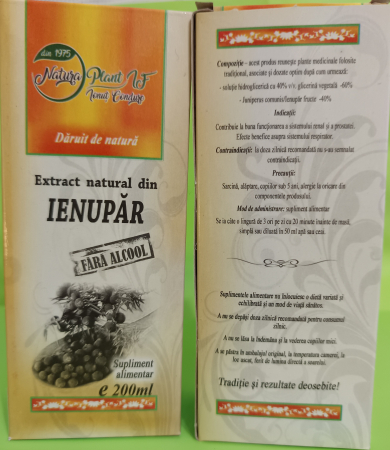 din 1975
Natura Plant IF
Ionut Condure
Dăruit de natură
Extract natural din
IENUPĂR
FĂRĂ ALCOOL
Supliment
alimentar
e 200ml
Compoziție - acest produs reunește plante medicinale folosite
tradițional, asociate și dozate optim după cum urmează:
- soluție hidroglicerică cu 40% v/v glicerină vegetală -60%
- Juniperus comunis/Ienupăr fructe -40%
Indicații:
Contribuie la buna funcționarea a sistemului renal și a prostatei.
Efecte benefice asupra sistemului respirator.
Contraindicații: la doza zilnică recomandată nu s-au semnalat
contraindicații.
Precauții:
Sarcină, alăptare, copiilor sub 5 ani, alergie la oricare din
componentele produsului.
Mod de administrare: supliment alimentar
Se ia câte o lingură de 3 ori pe zi cu 20 minute înainte de masă,
simplă sau diluată în 50 ml apă sau ceai.
Suplimentele alimentare nu înlocuiesc o dietă variată și
echilibrată și un mod de viață sănătos.
A nu se depăși doza zilnică recomandată pentru consumul
zilnic.
A nu se lăsa la îndemâna și la vederea copiilor mici.
A se păstra în ambalajul original, la temperatura camerei, la
loc uscat, ferit de lumina directă a soarelui.
Tradiție și rezultate deosebite!